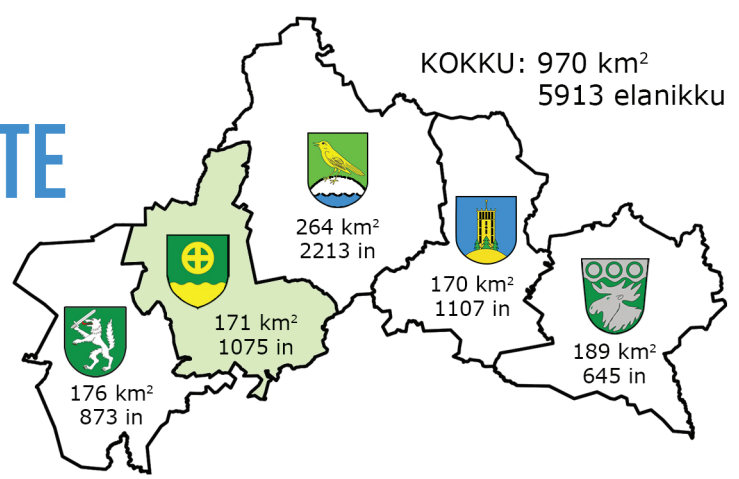 KOKKU: 970 km²
5913 elanikku
TE
264 km²
2213 in
170 km²
1107 in
171 km²
1075 in
189 km²
645 in
176 km²
873 in